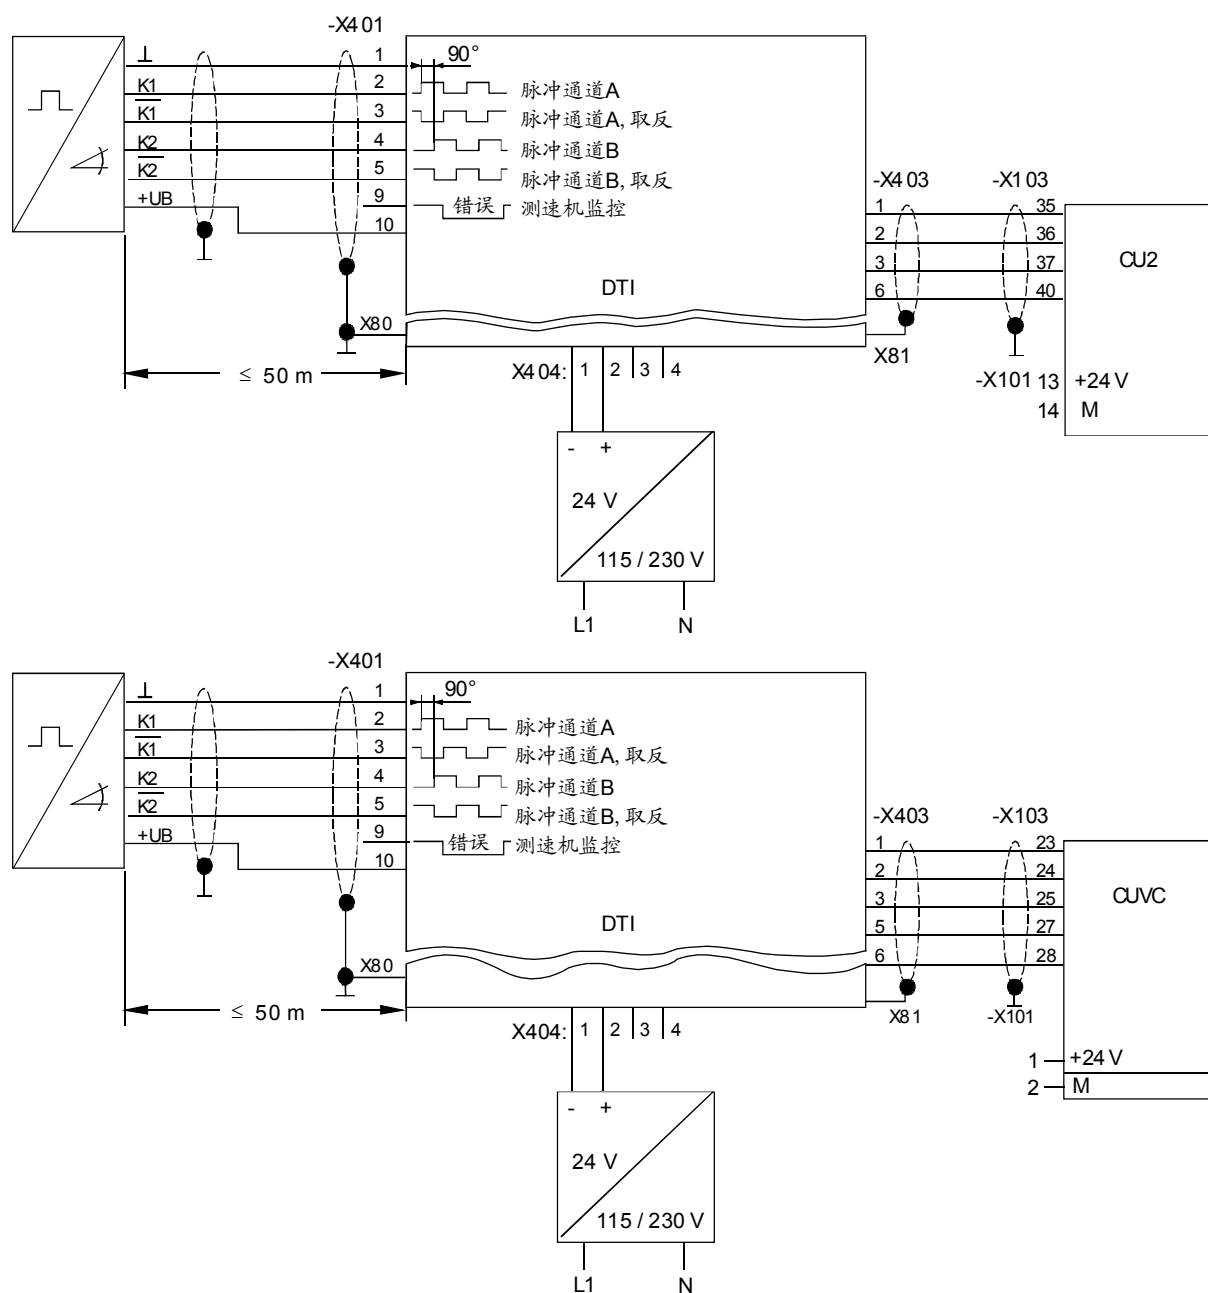 -X401
⊥ 1 90°
K1 2 脉冲通道A
K1 3 脉冲通道A, 取反
K2 4 脉冲通道B
K2 5 脉冲通道B, 取反
+UB 9 错误 测速机监控
10
-X403 -X103
1 35
2 36
3 37
6 40
CU2
DTI
X80
X81
≤ 50 m
X404: 1 2 3 4
-X101 13 +24 V
14 M
- +
24 V
115 / 230 V
L1 N
-X401
⊥ 1 90°
K1 2 脉冲通道A
K1 3 脉冲通道A, 取反
K2 4 脉冲通道B
K2 5 脉冲通道B, 取反
+UB 9 错误 测速机监控
10
-X403 -X103
1 23
2 24
3 25
5 27
6 28
CUVC
DTI
X80
X81 -X101
≤ 50 m
X404: 1 2 3 4
1 +24 V
2 M
- +
24 V
115 / 230 V
L1 N